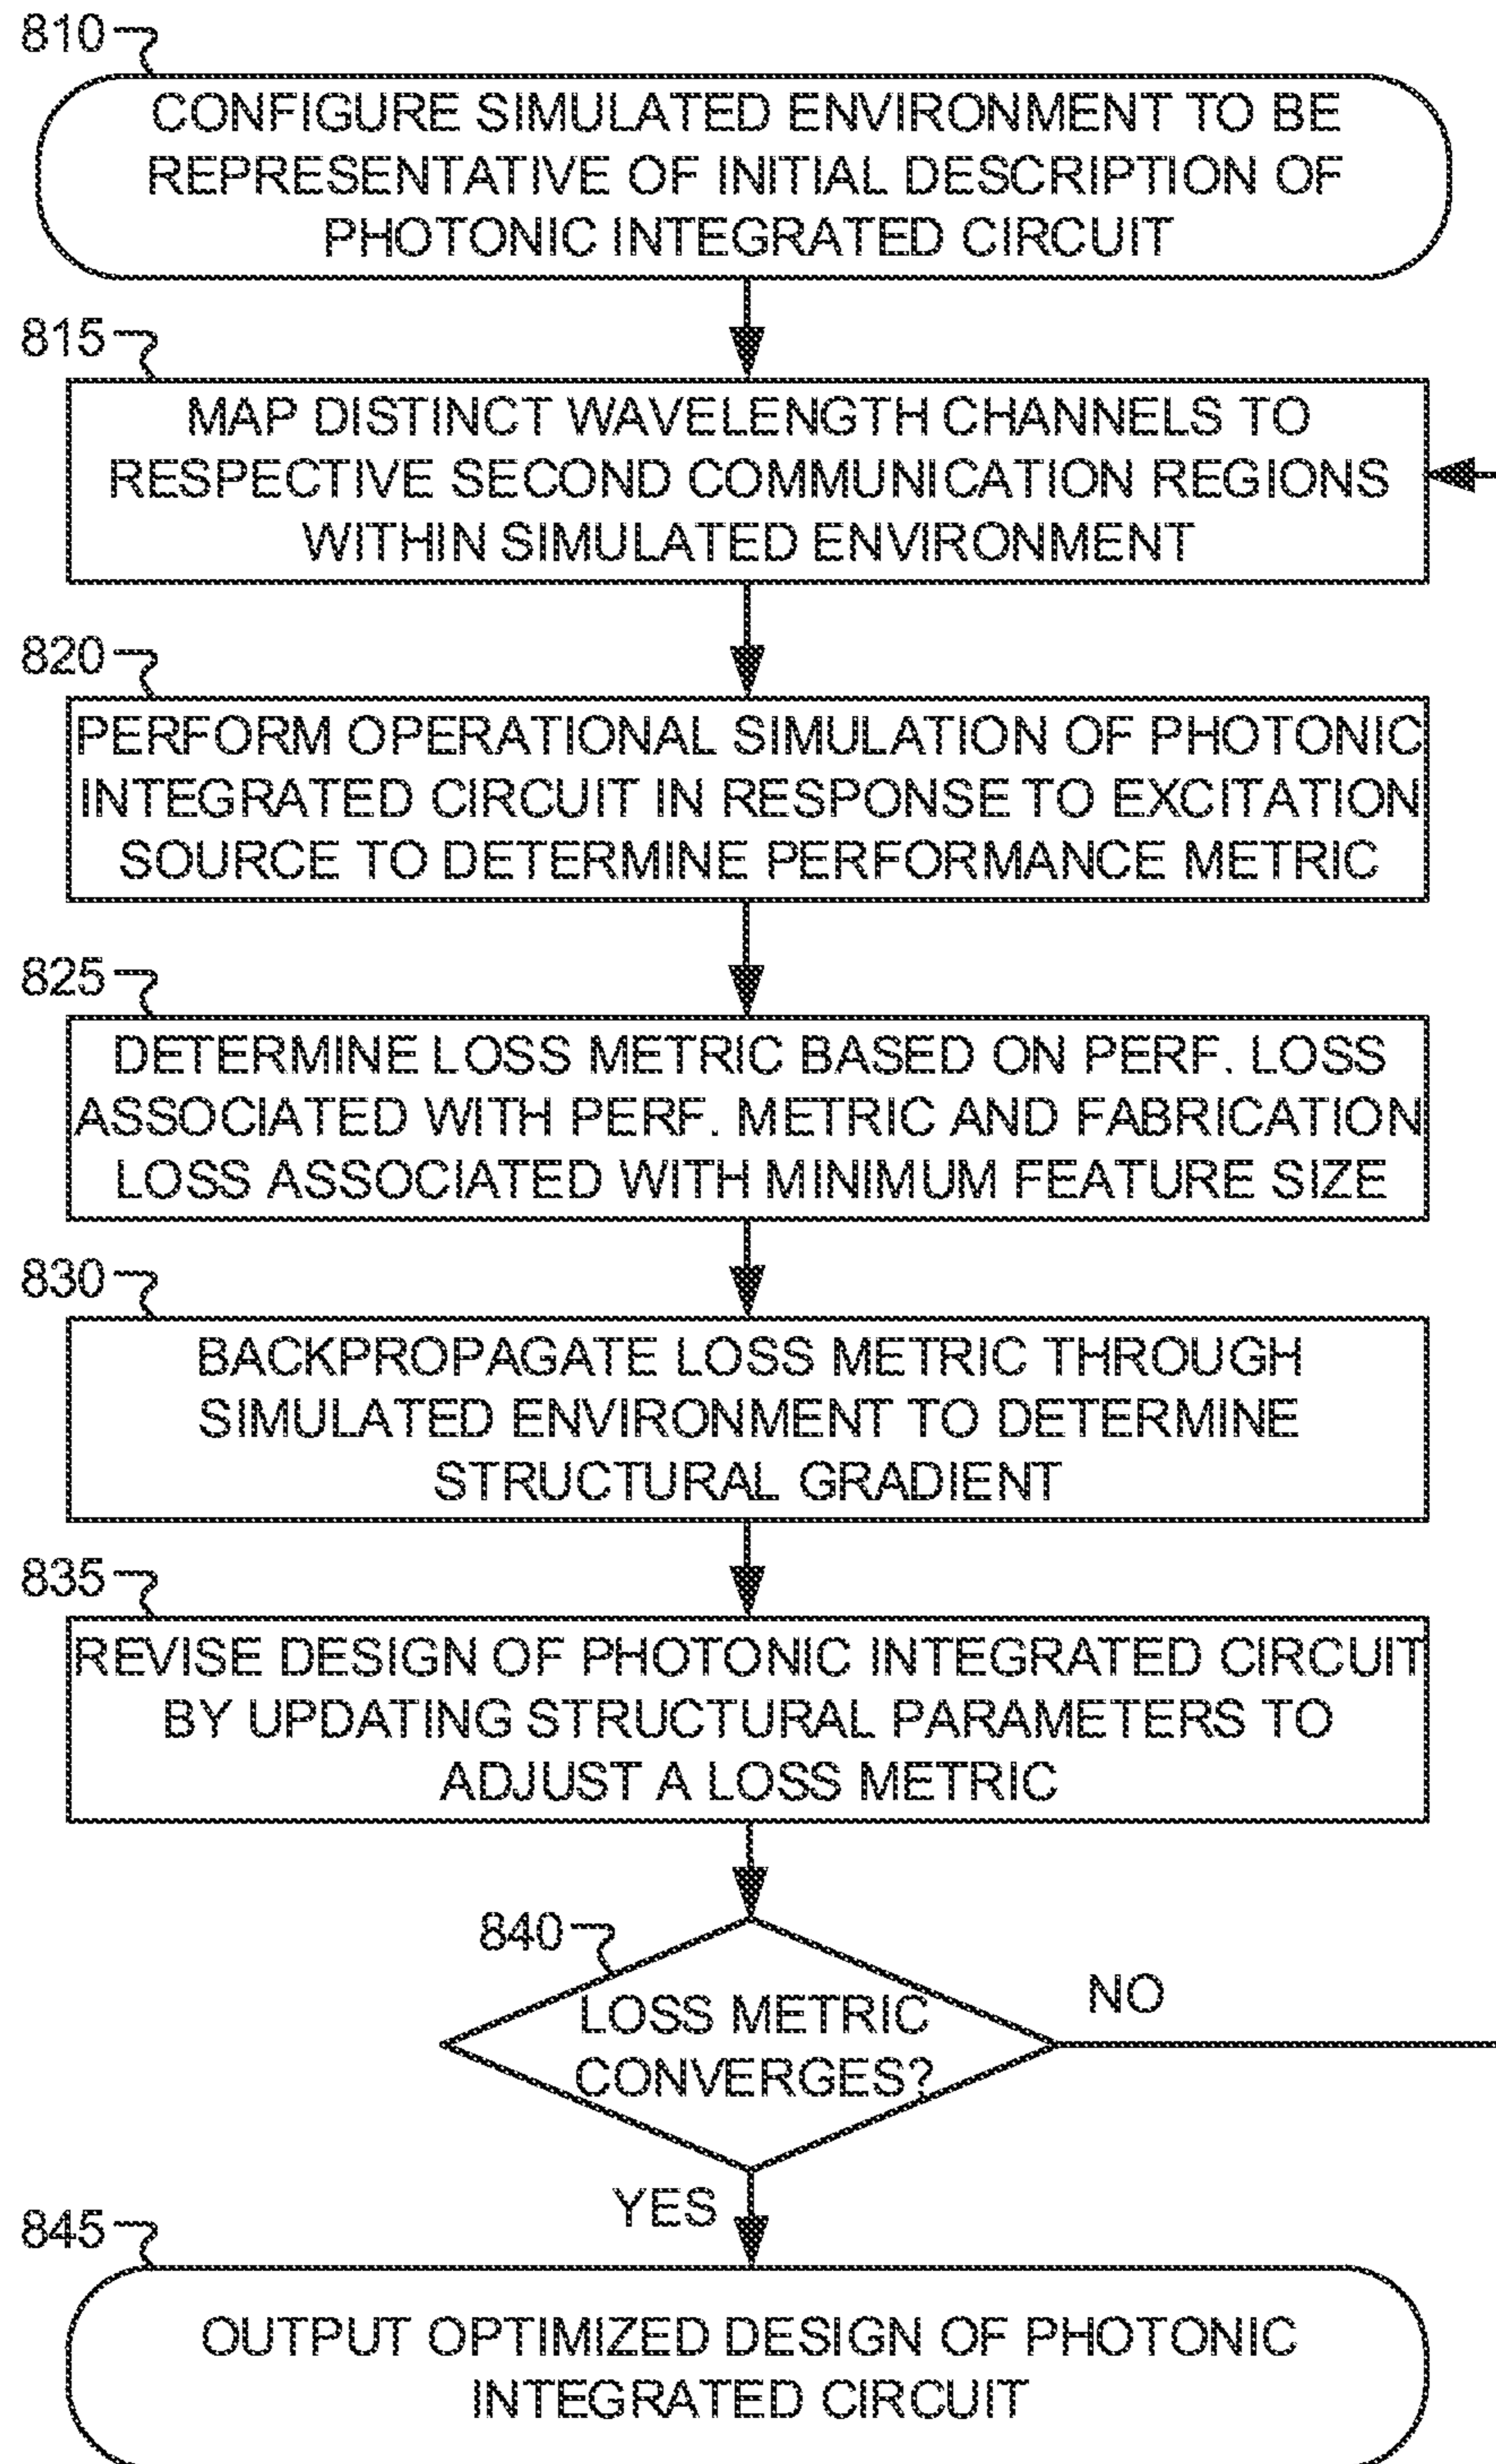 810
CONFIGURE SIMULATED ENVIRONMENT TO BE
REPRESENTATIVE OF INITIAL DESCRIPTION OF
PHOTONIC INTEGRATED CIRCUIT
815
MAP DISTINCT WAVELENGTH CHANNELS TO
RESPECTIVE SECOND COMMUNICATION REGIONS
WITHIN SIMULATED ENVIRONMENT
820
PERFORM OPERATIONAL SIMULATION OF PHOTONIC
INTEGRATED CIRCUIT IN RESPONSE TO EXCITATION
SOURCE TO DETERMINE PERFORMANCE METRIC
825
DETERMINE LOSS METRIC BASED ON PERF. LOSS
ASSOCIATED WITH PERF. METRIC AND FABRICATION
LOSS ASSOCIATED WITH MINIMUM FEATURE SIZE
830
BACKPROPAGATE LOSS METRIC THROUGH
SIMULATED ENVIRONMENT TO DETERMINE
STRUCTURAL GRADIENT
835
REVISE DESIGN OF PHOTONIC INTEGRATED CIRCUIT
BY UPDATING STRUCTURAL PARAMETERS TO
ADJUST A LOSS METRIC
840
LOSS METRIC
CONVERGES?
NO
YES
845
OUTPUT OPTIMIZED DESIGN OF PHOTONIC
INTEGRATED CIRCUIT